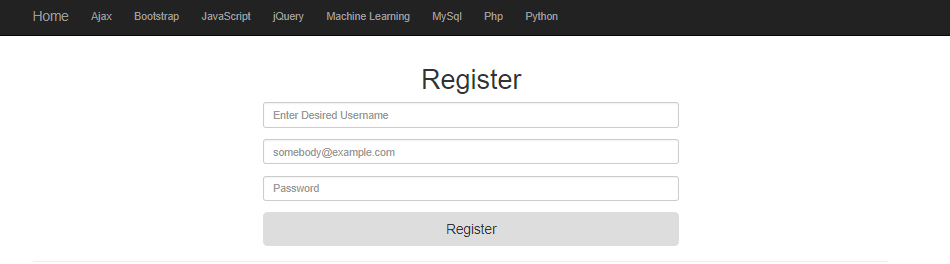 Home Ajax Bootstrap JavaScript jQuery Machine Learning MySql Php Python
Register
Enter Desired Username
somebody@example.com
Password
Register